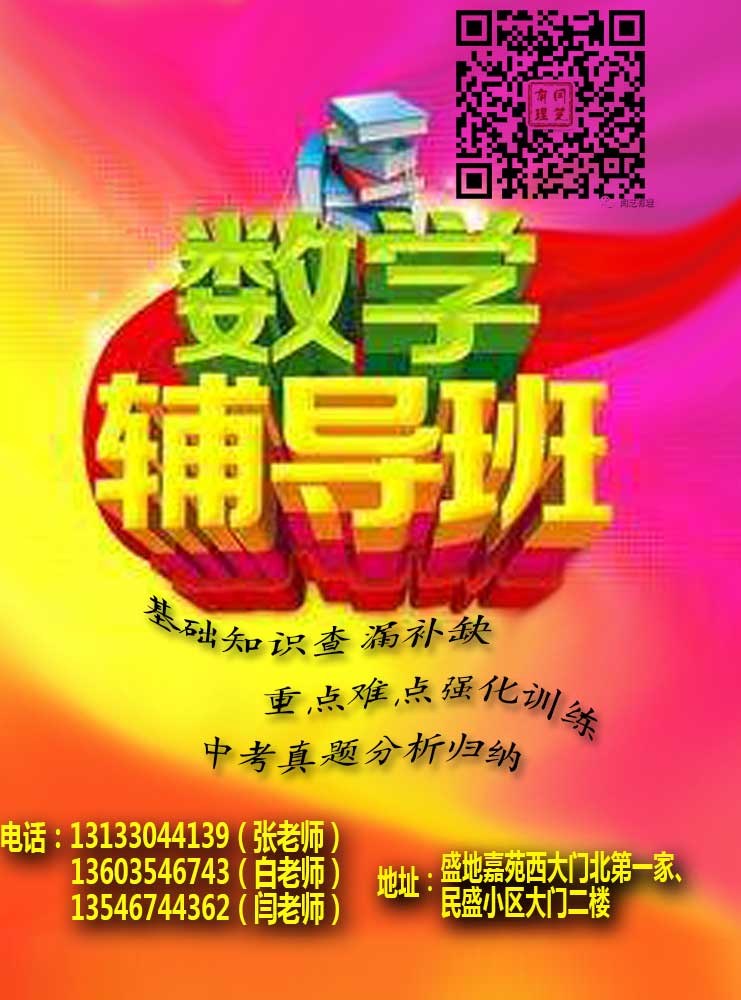 数学
辅导班
基础知识查漏补缺
重点难点强化训练
中考真题分析归纳
电话：13133044139（张老师）
13603546743（白老师）
13546744362（闫老师）
地址：盛地嘉苑西大门北第一家、
民盛小区大门二楼